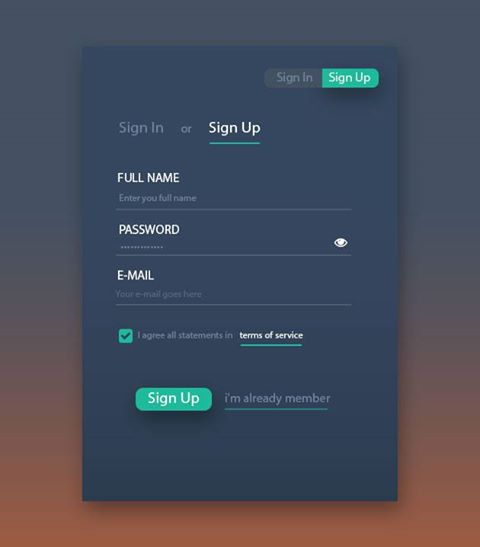 Sign In Sign Up
Sign In or Sign Up
FULL NAME
Enter you full name
PASSWORD
.............
E-MAIL
Your e-mail goes here
I agree all statements in terms of service
Sign Up i'm already member